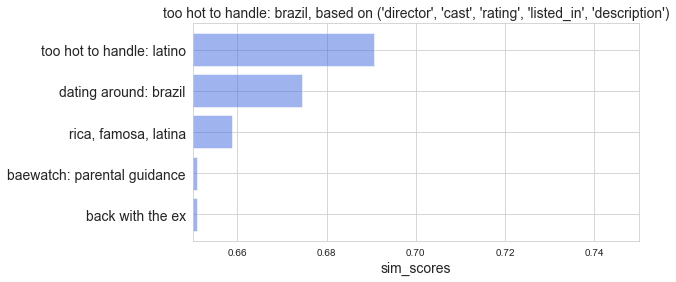 too hot to handle: brazil, based on ('director', 'cast', 'rating', 'listed_in', 'description')
too hot to handle: latino
dating around: brazil
rica, famosa, latina
baewatch: parental guidance
back with the ex
0.66 0.68 0.70 0.72 0.74
sim_scores